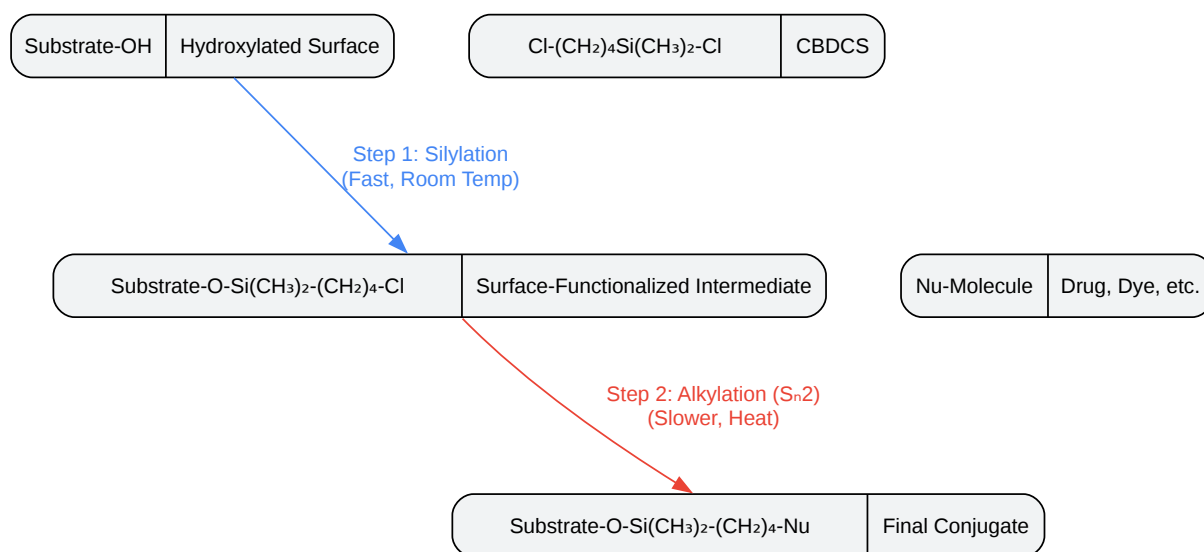 Substrate-OH
Hydroxylated Surface
Cl-(CH₂)₄Si(CH₃)₂-Cl
CBDCS
Step 1: Silylation
(Fast, Room Temp)
Substrate-O-Si(CH₃)₂-(CH₂)₄-Cl
Surface-Functionalized Intermediate
Nu-Molecule
Drug, Dye, etc.
Step 2: Alkylation (Sₙ2)
(Slower, Heat)
Substrate-O-Si(CH₃)₂-(CH₂)₄-Nu
Final Conjugate